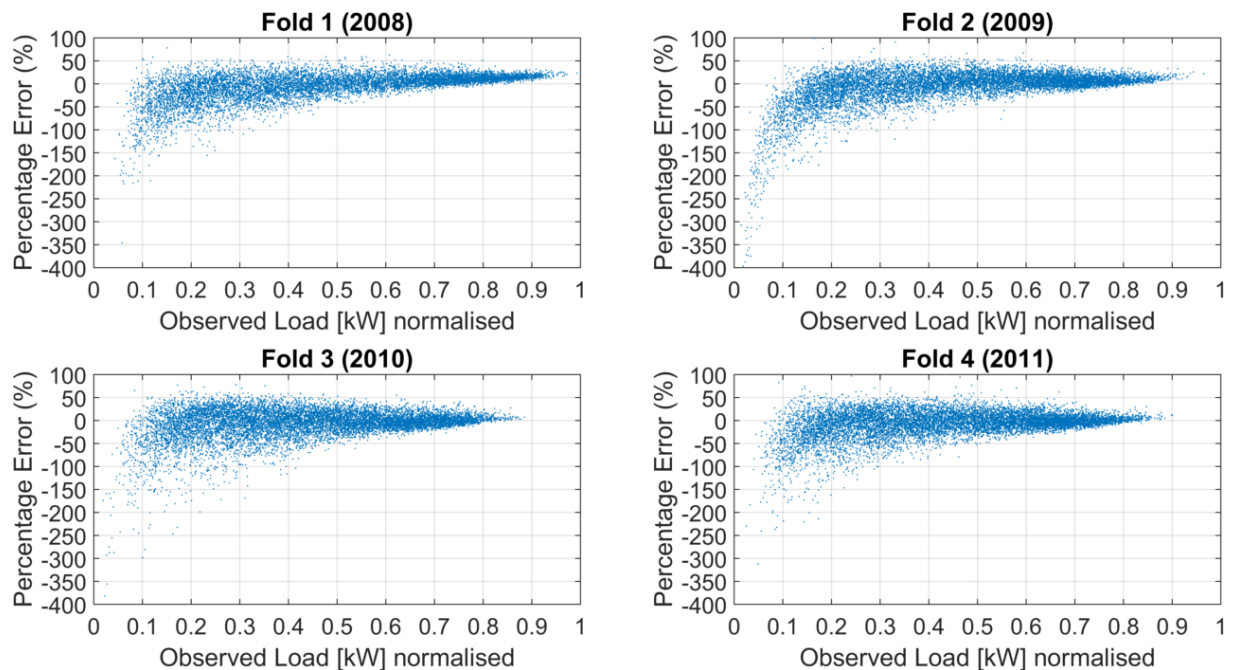 Fold 1 (2008)
Percentage Error (%)
100
50
0
-50
-100
-150
-200
-250
-300
-350
-400
0 0.1 0.2 0.3 0.4 0.5 0.6 0.7 0.8 0.9 1
Observed Load [kW] normalised
Fold 2 (2009)
Percentage Error (%)
100
50
0
-50
-100
-150
-200
-250
-300
-350
-400
0 0.1 0.2 0.3 0.4 0.5 0.6 0.7 0.8 0.9 1
Observed Load [kW] normalised
Fold 3 (2010)
Percentage Error (%)
100
50
0
-50
-100
-150
-200
-250
-300
-350
-400
0 0.1 0.2 0.3 0.4 0.5 0.6 0.7 0.8 0.9 1
Observed Load [kW] normalised
Fold 4 (2011)
Percentage Error (%)
100
50
0
-50
-100
-150
-200
-250
-300
-350
-400
0 0.1 0.2 0.3 0.4 0.5 0.6 0.7 0.8 0.9 1
Observed Load [kW] normalised